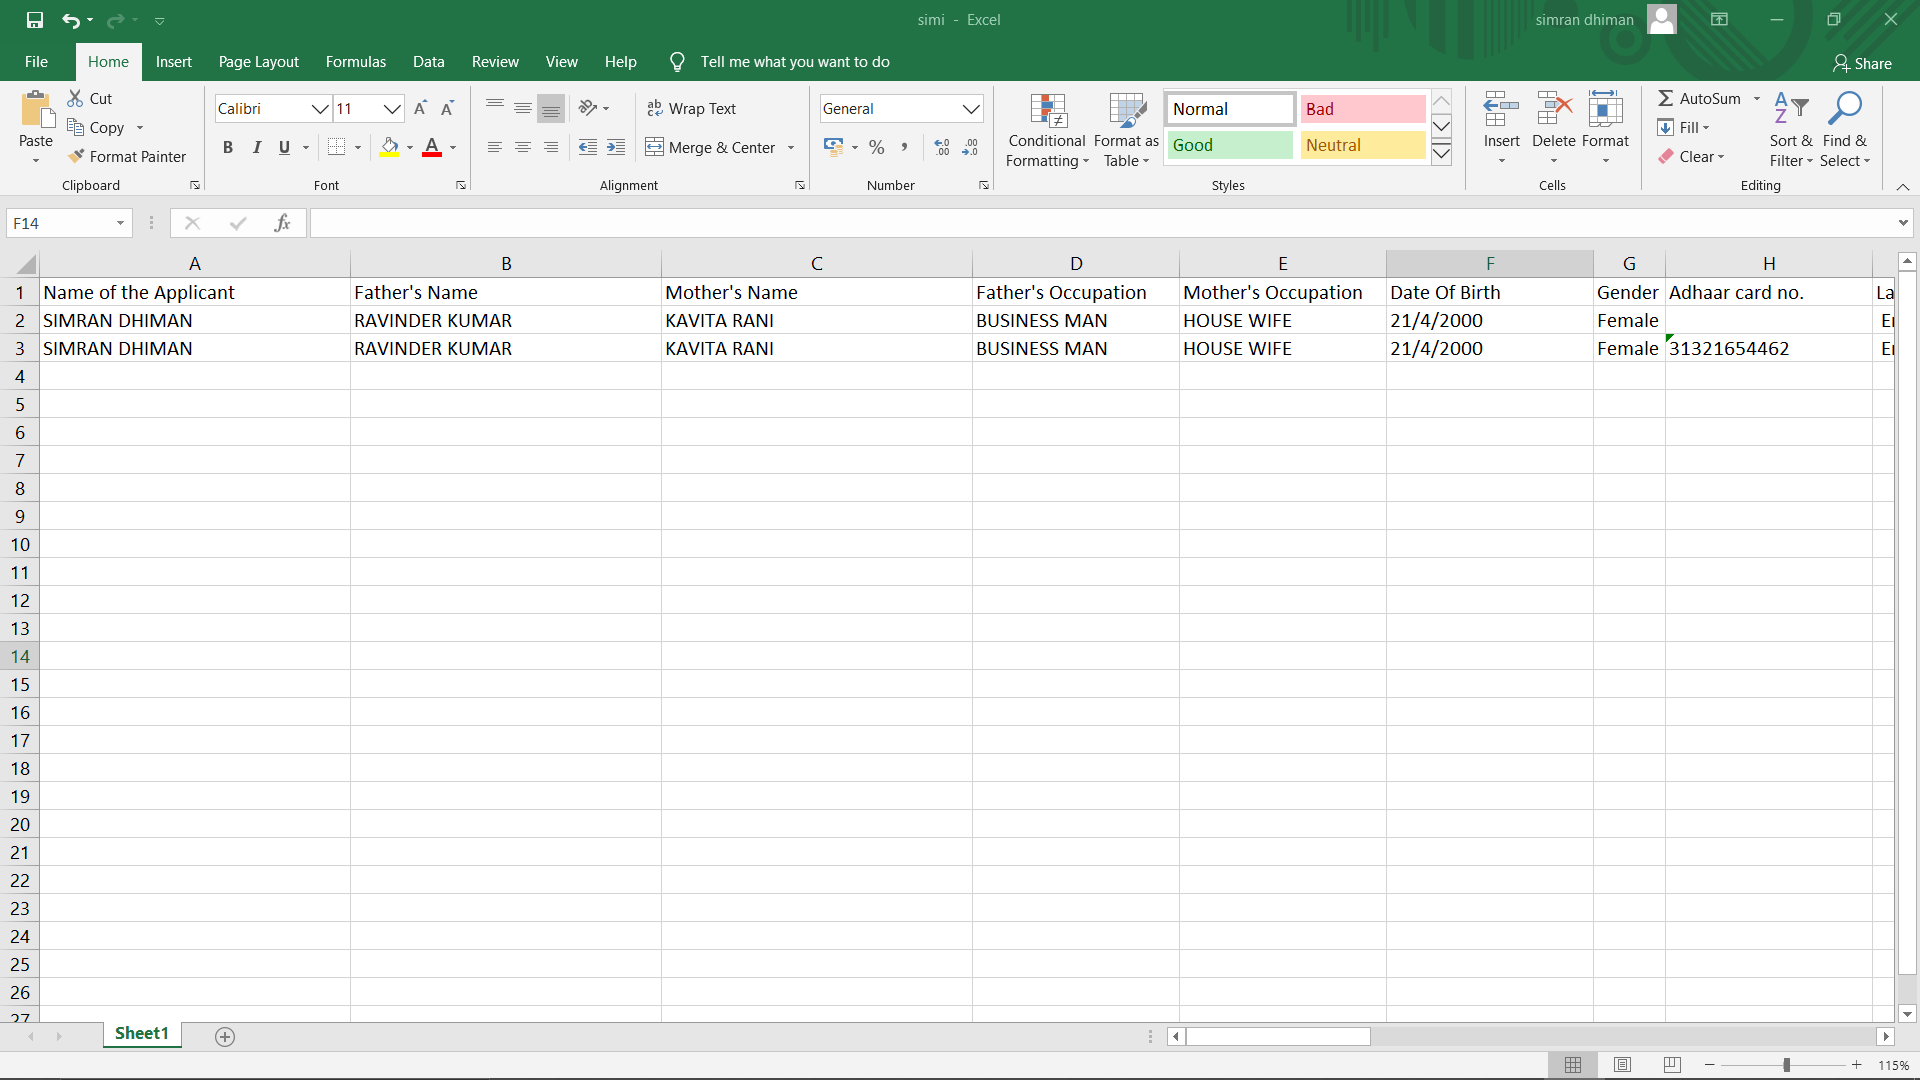 simi - Excel
simran dhiman
File Home Insert Page Layout Formulas Data Review View Help Tell me what you want to do Share
Paste
Cut
Copy
Format Painter
Clipboard
Calibri 11
B I U
Font
Wrap Text
Merge & Center
Alignment
General
% ,
Number
Conditional Formatting
Format as Table
Normal Bad
Good Neutral
Styles
Insert Delete Format
Cells
AutoSum
Fill
Clear
Sort & Filter
Find & Select
Editing
F14
fx
A B C D E F G H
1 Name of the Applicant Father's Name Mother's Name Father's Occupation Mother's Occupation Date Of Birth Gender Adhaar card no. La
2 SIMRAN DHIMAN RAVINDER KUMAR KAVITA RANI BUSINESS MAN HOUSE WIFE 21/4/2000 Female
3 SIMRAN DHIMAN RAVINDER KUMAR KAVITA RANI BUSINESS MAN HOUSE WIFE 21/4/2000 Female 31321654462
4
5
6
7
8
9
10
11
12
13
14
15
16
17
18
19
20
21
22
23
24
25
26
27
Sheet1
115%